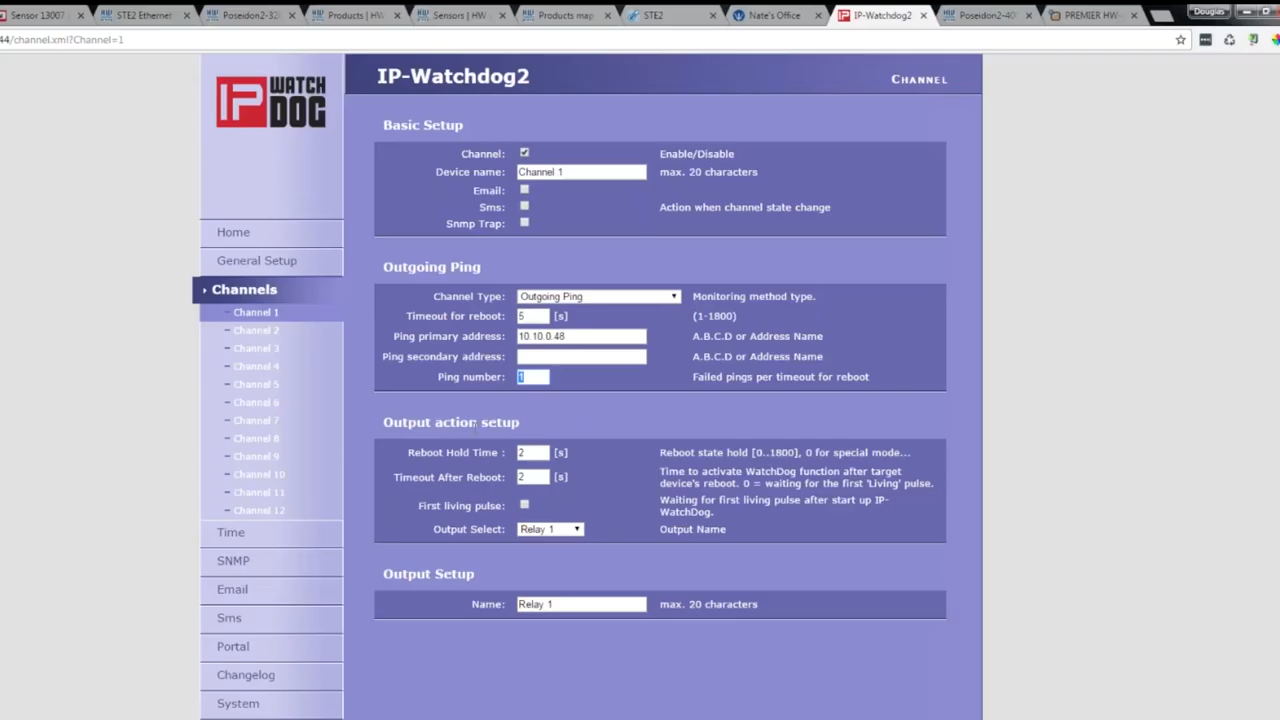 Sensor 13007
STE2 Ethernet
Poseidon2-32
Products | HW
Sensors | HW
Products map
STE2
Nate's Office
IP-Watchdog2
Poseidon2-40
PREMIER HW-
Douglas
44/channel.xml?Channel=1
IP WATCH DOG
IP-Watchdog2
CHANNEL
Basic Setup
Channel: Enable/Disable
Device name: Channel 1 max. 20 characters
Email:
Sms: Action when channel state change
Snmp Trap:
Home
General Setup
Channels
Channel 1
Channel 2
Channel 3
Channel 4
Channel 5
Channel 6
Channel 7
Channel 8
Channel 9
Channel 10
Channel 11
Channel 12
Time
SNMP
Email
Sms
Portal
Changelog
System
Outgoing Ping
Channel Type: Outgoing Ping Monitoring method type.
Timeout for reboot: 5 [s] (1-1800)
Ping primary address: 10.10.0.48 A.B.C.D or Address Name
Ping secondary address: A.B.C.D or Address Name
Ping number: 1 Failed pings per timeout for reboot
Output action setup
Reboot Hold Time : 2 [s] Reboot state hold [0..1800], 0 for special mode...
Timeout After Reboot: 2 [s] Time to activate WatchDog function after target
device's reboot. 0 = waiting for the first 'Living' pulse.
First living pulse: Waiting for first living pulse after start up IP-
WatchDog.
Output Select: Relay 1 Output Name
Output Setup
Name: Relay 1 max. 20 characters